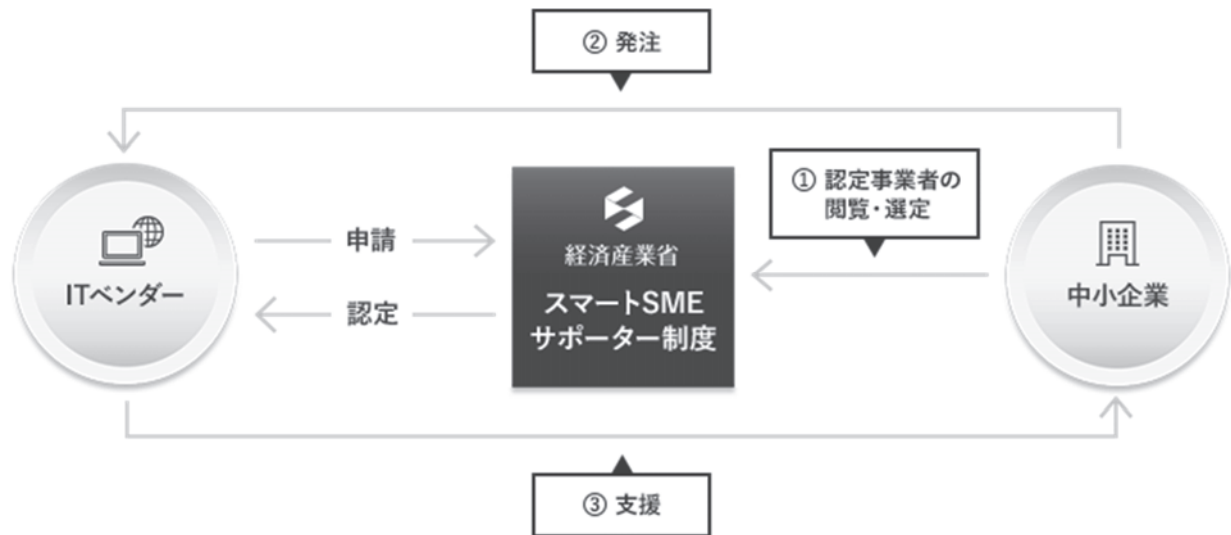 ② 発注
① 認定事業者の
閲覧・選定
申請
認定
ITベンダー
経済産業省
スマートSME
サポーター制度
中小企業
③ 支援